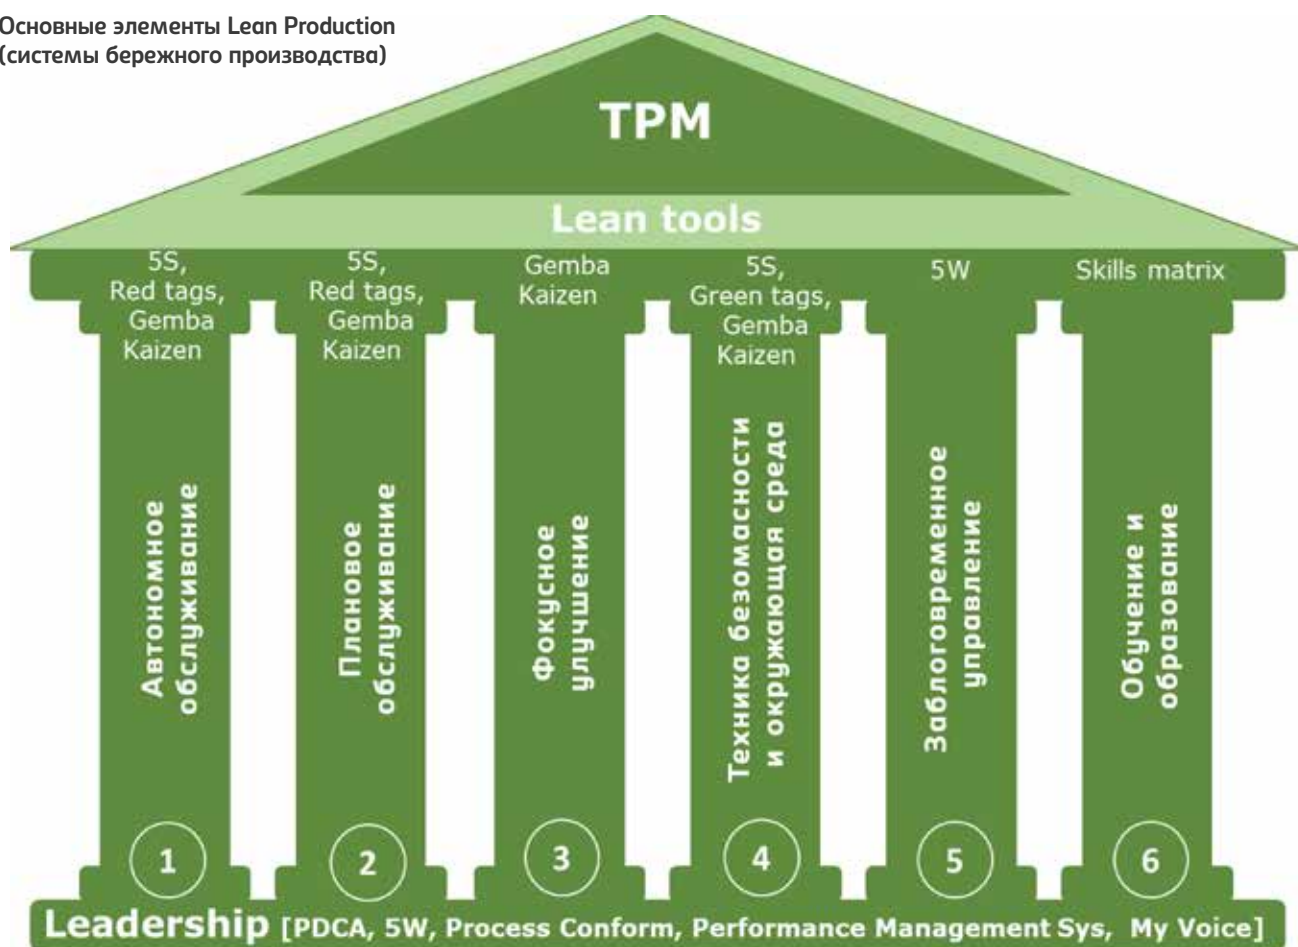 Основные элементы Lean Production
(системы бережного производства)
TPM
Lean tools
5S,
Red tags,
Gemba
Kaizen
5S,
Red tags,
Gemba
Kaizen
Gemba
Kaizen
5S,
Green tags,
Gemba
Kaizen
5W
Skills matrix
Автономное
обслуживание
Плановое
обслуживание
Фокусное
улучшение
Техника безомасности
и окружающая среда
Заблоговременное
управление
Обучение и
образование
1
2
3
4
5
6
Leadership [PDCA, 5W, Process Conform, Performance Management Sys, My Voice]